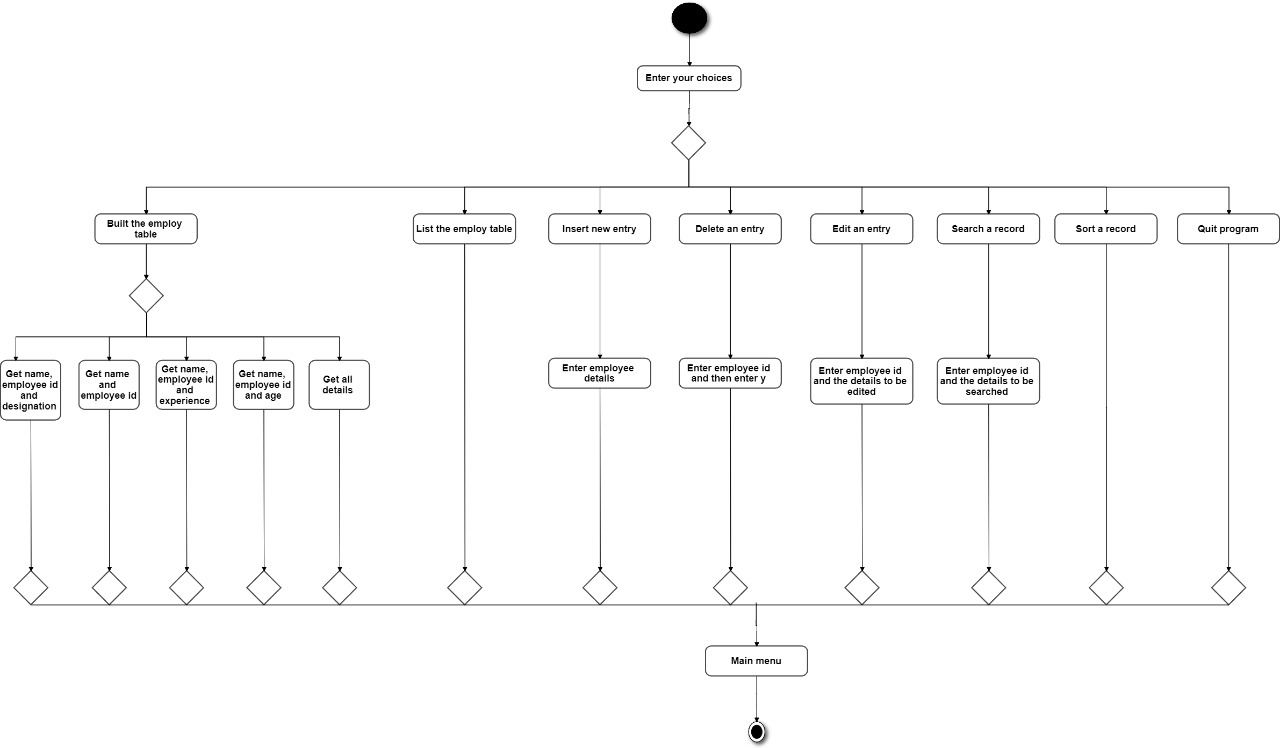 Enter your choices
Built the employ
table
List the employ table
Insert new entry
Delete an entry
Edit an entry
Search a record
Sort a record
Quit program
Get name,
employee id
and
designation
Get name
and
employee id
Get name,
employee id
and
experience
Get name,
employee id
and age
Get all
details
Enter employee
details
Enter employee id
and then enter y
Enter employee id
and the details to be
edited
Enter employee id
and the details to be
searched
Main menu